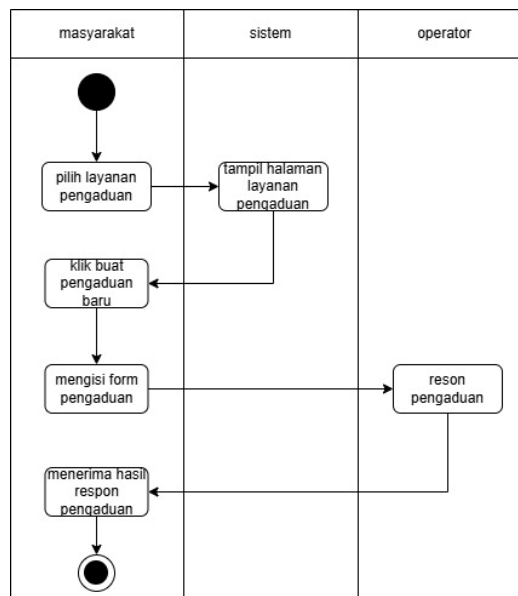 masyarakat
sistem
operator
pilih layanan
pengaduan
tampil halaman
layanan
pengaduan
klik buat
pengaduan
baru
mengisi form
pengaduan
reson
pengaduan
menerima hasil
respon
pengaduan